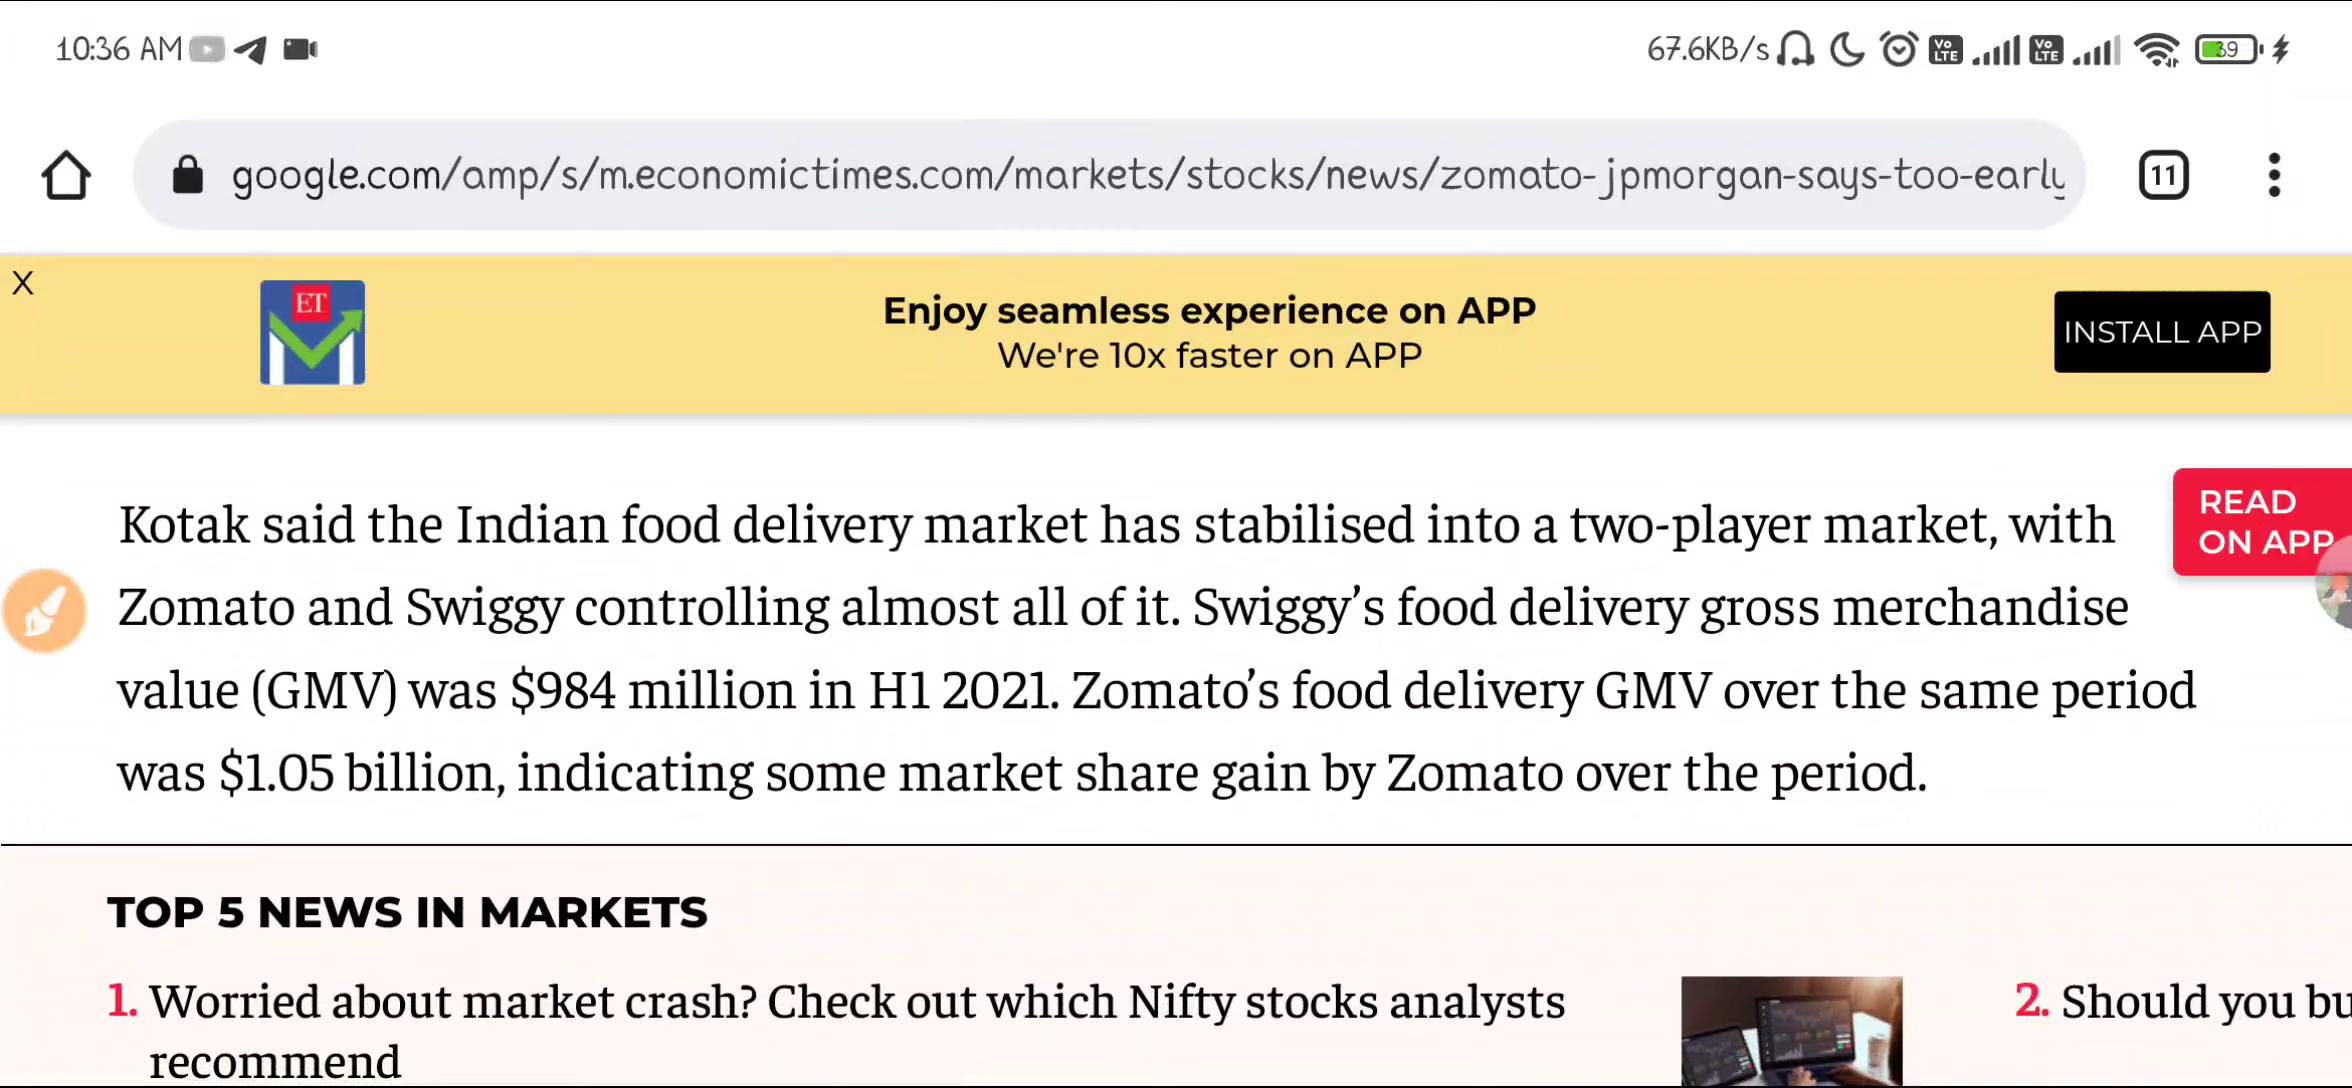 10:36 AM
67.6KB/s
Vo LTE
Vo LTE
39
google.com/amp/s/m.economictimes.com/markets/stocks/news/zomato-jpmorgan-says-too-early
11
X
ET
Enjoy seamless experience on APP
We're 10x faster on APP
INSTALL APP
Kotak said the Indian food delivery market has stabilised into a two-player market, with
Zomato and Swiggy controlling almost all of it. Swiggy’s food delivery gross merchandise
value (GMV) was $984 million in H1 2021. Zomato’s food delivery GMV over the same period
was $1.05 billion, indicating some market share gain by Zomato over the period.
READ
ON APP
TOP 5 NEWS IN MARKETS
1. Worried about market crash? Check out which Nifty stocks analysts
recommend
2. Should you bu